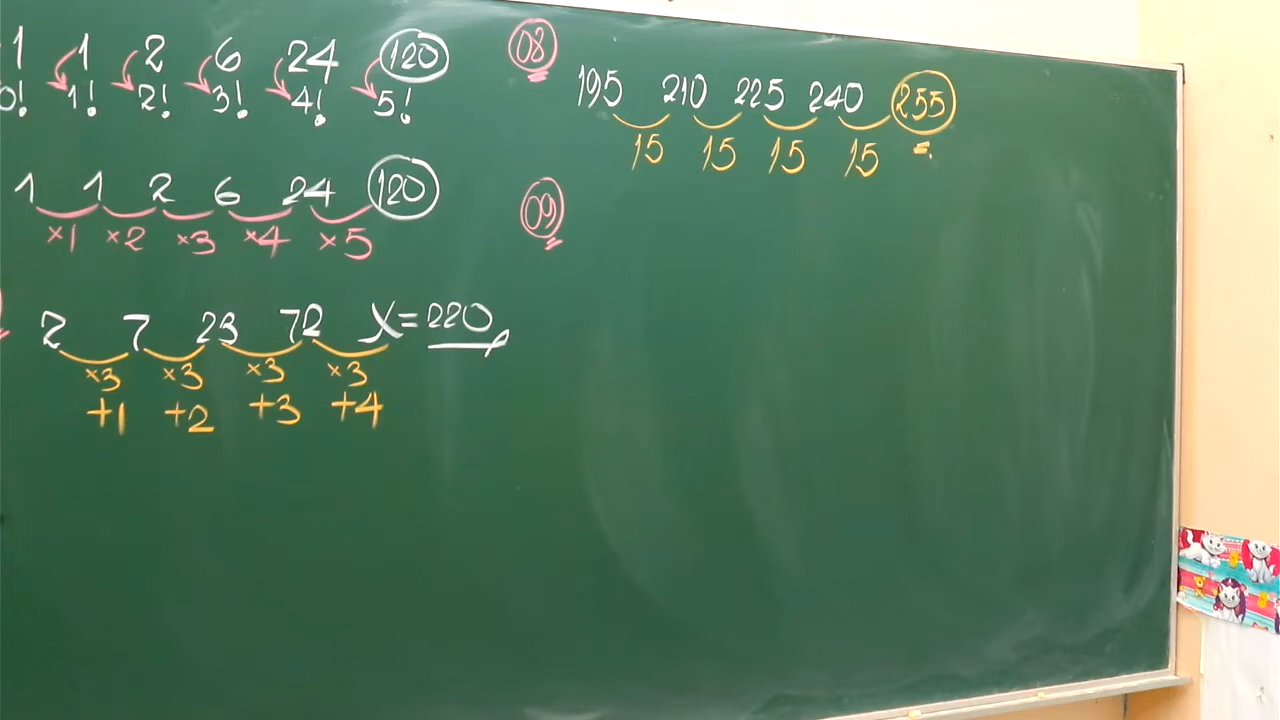 1 1 2 6 24 120
0! 1! 2! 3! 4! 5!
1 1 2 6 24 120
×1 ×2 ×3 ×4 ×5
2 7 23 72 X=220
×3 ×3 ×3 ×3
+1 +2 +3 +4
08
195 210 225 240 255
15 15 15 15
09